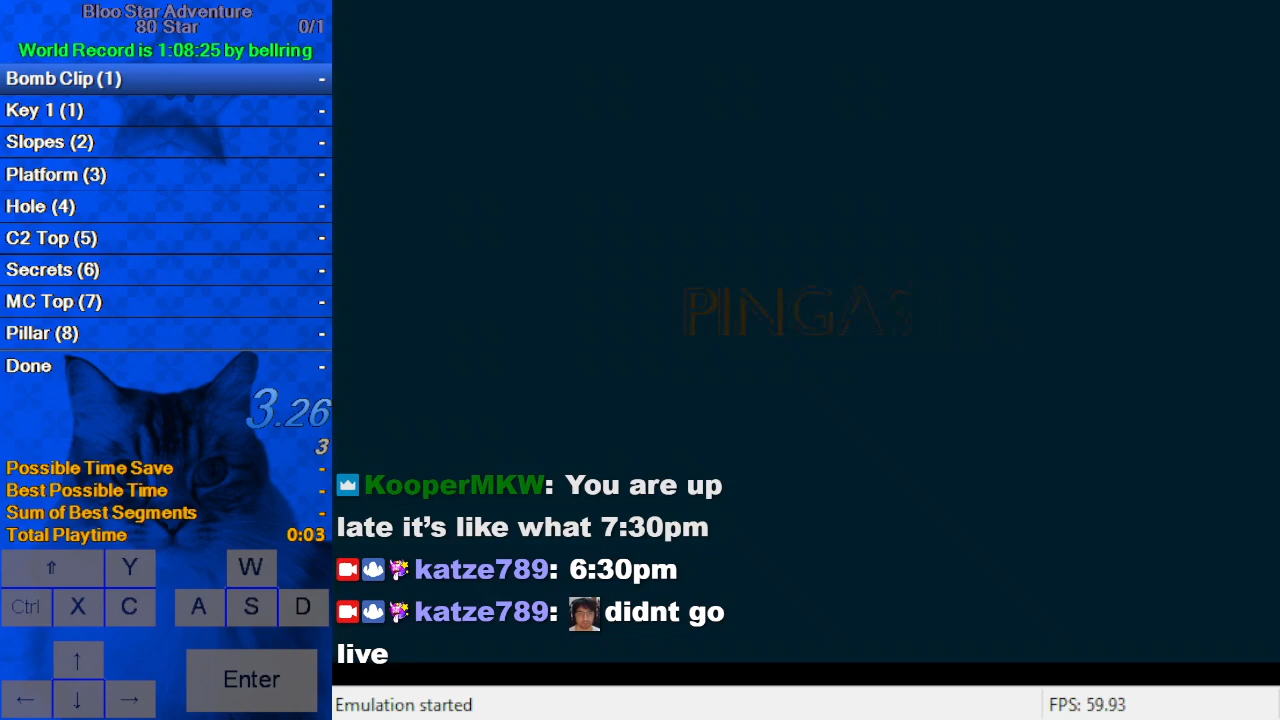 Bloo Star Adventure
80 Star 0/1
World Record is 1:08:25 by bellring
Bomb Clip (1) -
Key 1 (1) -
Slopes (2) -
Platform (3) -
Hole (4) -
C2 Top (5) -
Secrets (6) -
MC Top (7) -
Pillar (8) -
Done -
3.26
3
Possible Time Save -
Best Possible Time -
Sum of Best Segments -
Total Playtime 0:03
⇑ Y W
Ctrl X C A S D
↑
← ↓ → Enter
PINGAS
KooperMKW: You are up
late it's like what 7:30pm
katze789: 6:30pm
katze789: didnt go
live
Emulation started FPS: 59.93